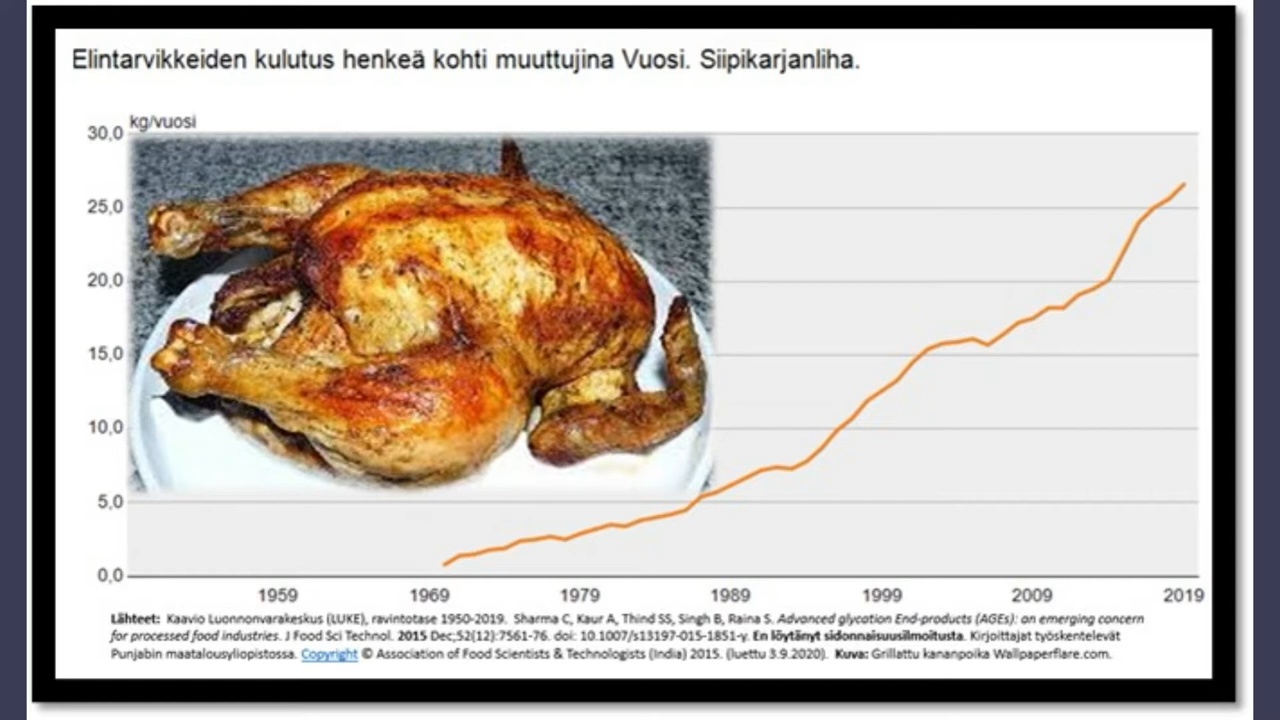 Elintarvikkeiden kulutus henkeä kohti muuttujina Vuosi. Siipikarjanliha.
kg/vuosi
30,0
25,0
20,0
15,0
10,0
5,0
0,0
1959 1969 1979 1989 1999 2009 2019
Lähteet: Kaavio Luonnonvarakeskus (LUKE), ravintotase 1950-2019. Sharma C, Kaur A, Thind SS, Singh B, Raina S. Advanced glycation End-products (AGEs): an emerging concern
for processed food industries. J Food Sci Technol. 2015 Dec;52(12):7561-76. doi: 10.1007/s13197-015-1851-y. En löytänyt sidonnaisuusilmoitusta. Kirjoittajat työskentelevät
Punjabin maatalousyliopistossa. Copyright © Association of Food Scientists & Technologists (India) 2015. (luettu 3.9.2020). Kuva: Grillattu kananpoika Wallpaperflare.com.